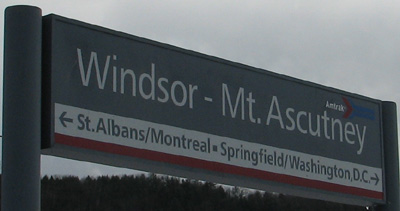 Amtrak
Windsor - Mt. Ascutney
← St.Albans/Montreal ▪ Springfield/Washington,D.C. →